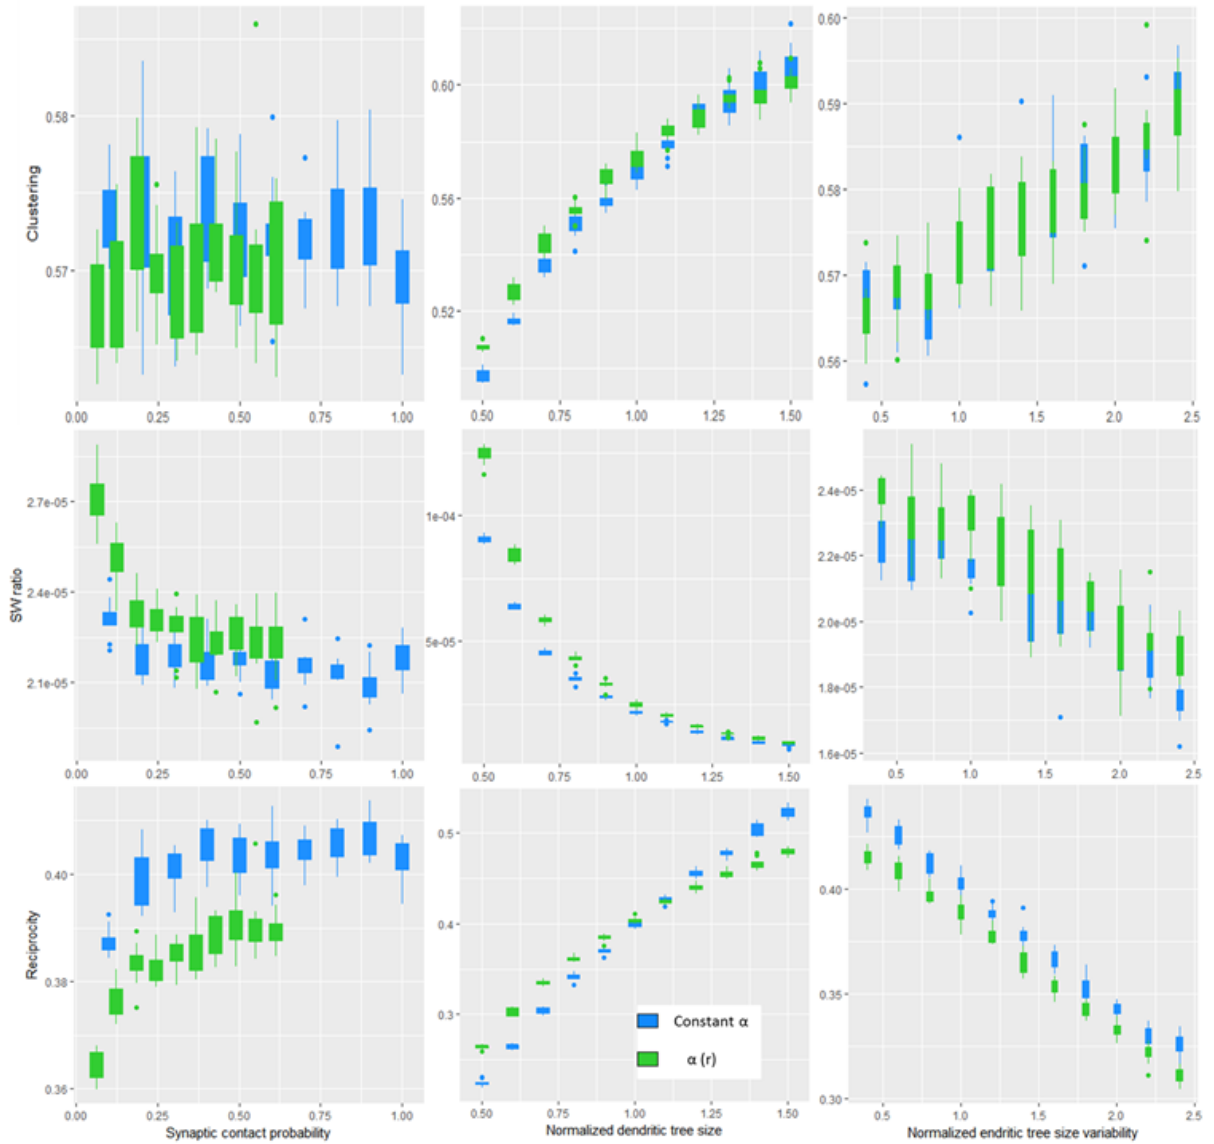 0.58
0.57
Clustering
0.00 0.25 0.50 0.75 1.00
0.60
0.56
0.52
0.50 0.75 1.00 1.25 1.50
0.60
0.59
0.58
0.57
0.56
0.5 1.0 1.5 2.0 2.5
2.7e-05
2.4e-05
2.1e-05
SW ratio
0.00 0.25 0.50 0.75 1.00
1e-04
5e-05
0.50 0.75 1.00 1.25 1.50
2.4e-05
2.2e-05
2.0e-05
1.8e-05
1.6e-05
0.5 1.0 1.5 2.0 2.5
0.40
0.38
0.36
Reciprocity
0.00 0.25 0.50 0.75 1.00
Synaptic contact probability
0.5
0.4
0.3
Constant α
α (r)
0.50 0.75 1.00 1.25 1.50
Normalized dendritic tree size
0.40
0.35
0.30
0.5 1.0 1.5 2.0 2.5
Normalized endritic tree size variability